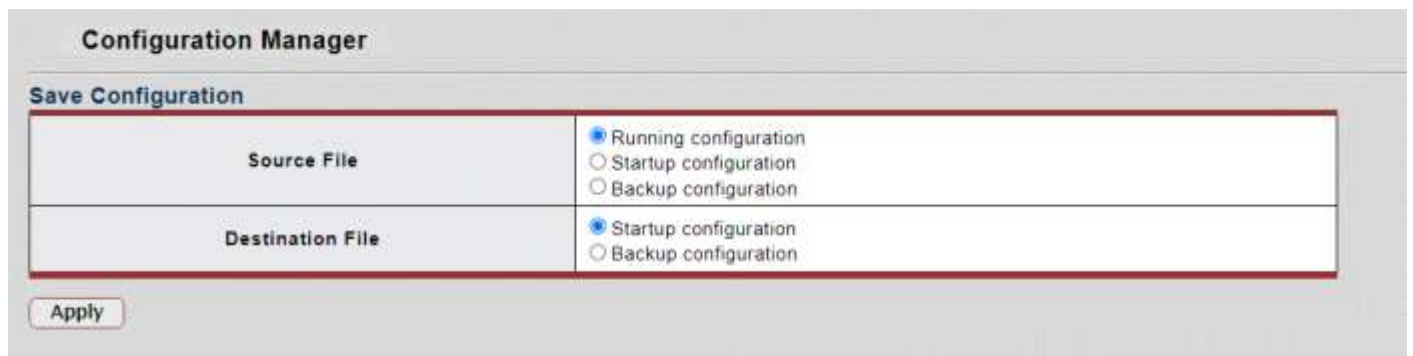 Configuration Manager
Save Configuration
Source File
Running configuration
Startup configuration
Backup configuration
Destination File
Startup configuration
Backup configuration
Apply